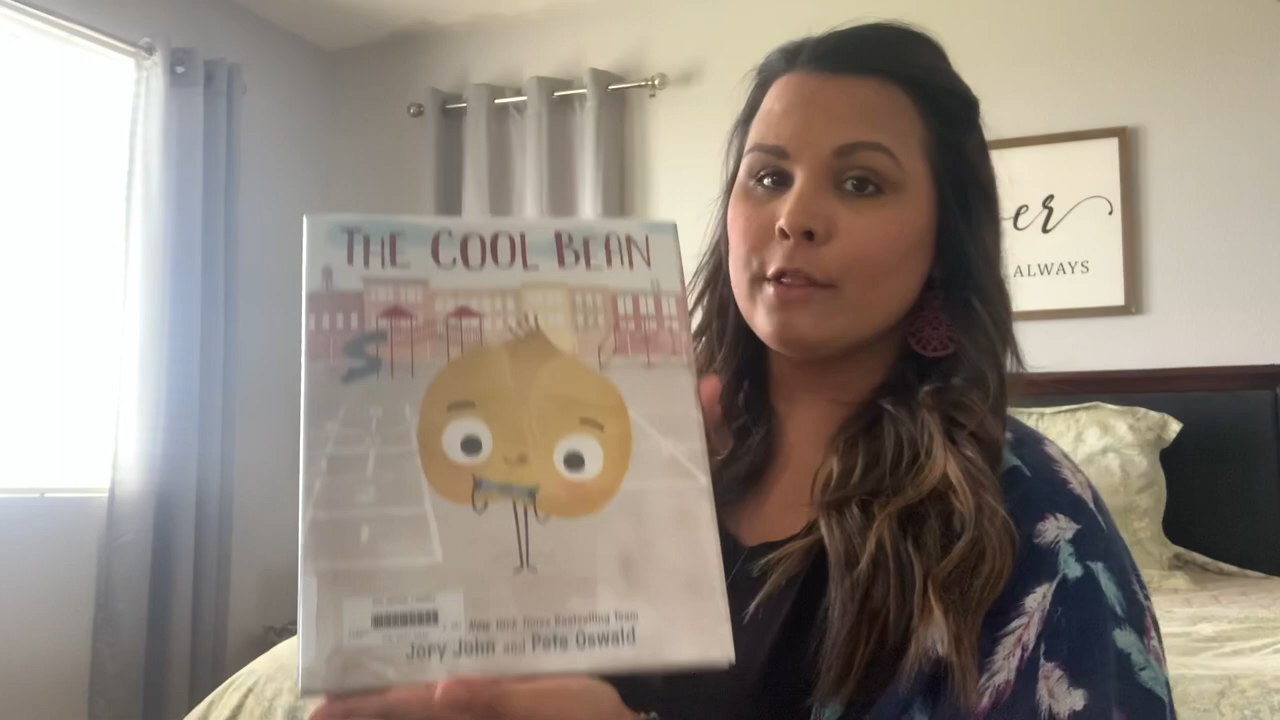 THE COOL BEAN
New York Times Bestselling Team
Jory John and Pete Oswald
er
ALWAYS